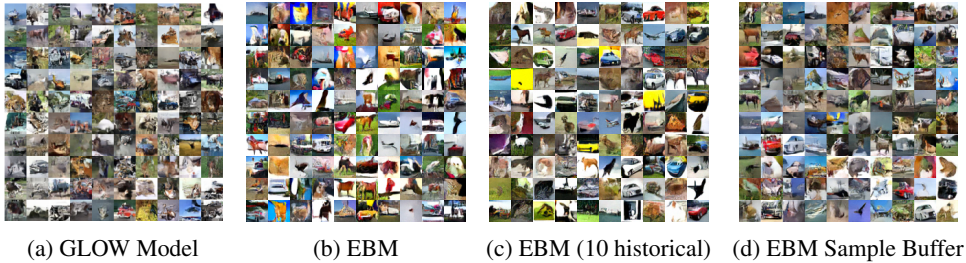 (a) GLOW Model
(b) EBM
(c) EBM (10 historical)
(d) EBM Sample Buffer